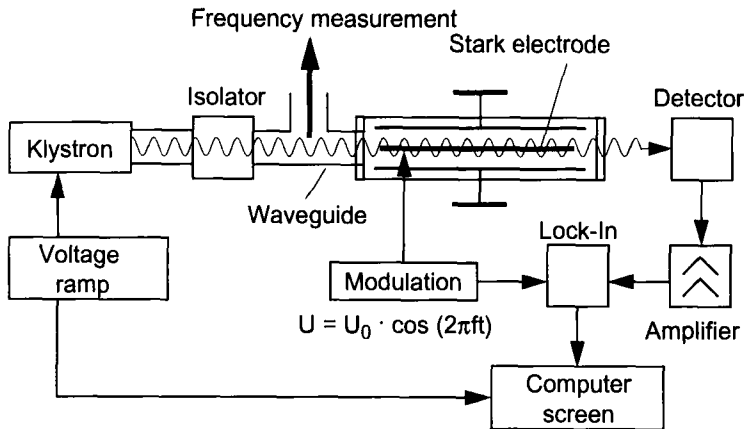 Frequency measurement
Stark electrode
Isolator
Detector
Klystron
Waveguide
Lock-In
Voltage
ramp
Modulation
U = U₀ · cos (2πft)
Amplifier
Computer
screen